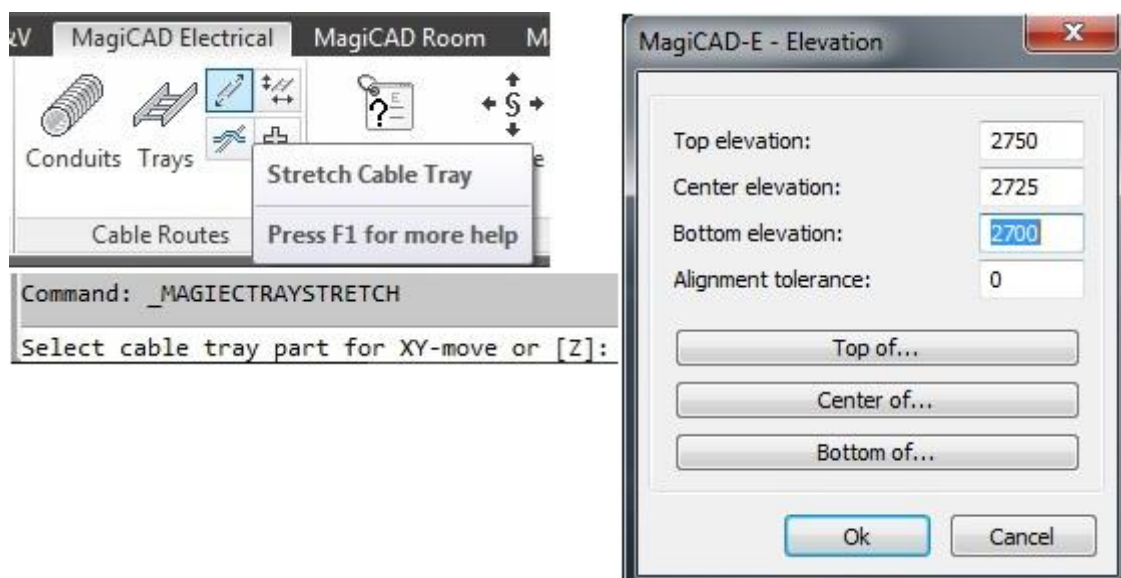 MagiCAD Electrical
MagiCAD Room
Conduits
Trays
Stretch Cable Tray
Press F1 for more help
Cable Routes
Command: _MAGIECTRAYSTRETCH
Select cable tray part for XY-move or [Z]:
MagiCAD-E - Elevation
Top elevation: 2750
Center elevation: 2725
Bottom elevation: 2700
Alignment tolerance: 0
Top of...
Center of...
Bottom of...
Ok
Cancel